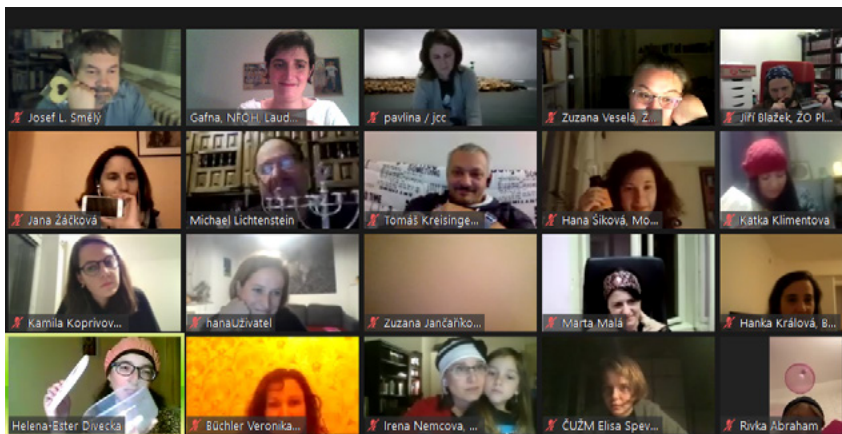 Josef L. Smělý
Gafna, NFOH, Laud...
pavlina / jcc
Zuzana Veselá, Z...
Jiří Blažek, ŽO Pl...
Jana Žáčková
Michael Lichtenstein
Tomáš Kreisinge...
Hana Šiková, Mo...
Katka Klimentova
Kamila Koprivov...
hanaUživatel
Zuzana Jančaříko...
Marta Malá
Hanka Králová, B...
Helena-Ester Divecka
Büchler Veronika...
Irena Nemcova, ...
ČUŽM Elisa Spev...
Rivka Abraham